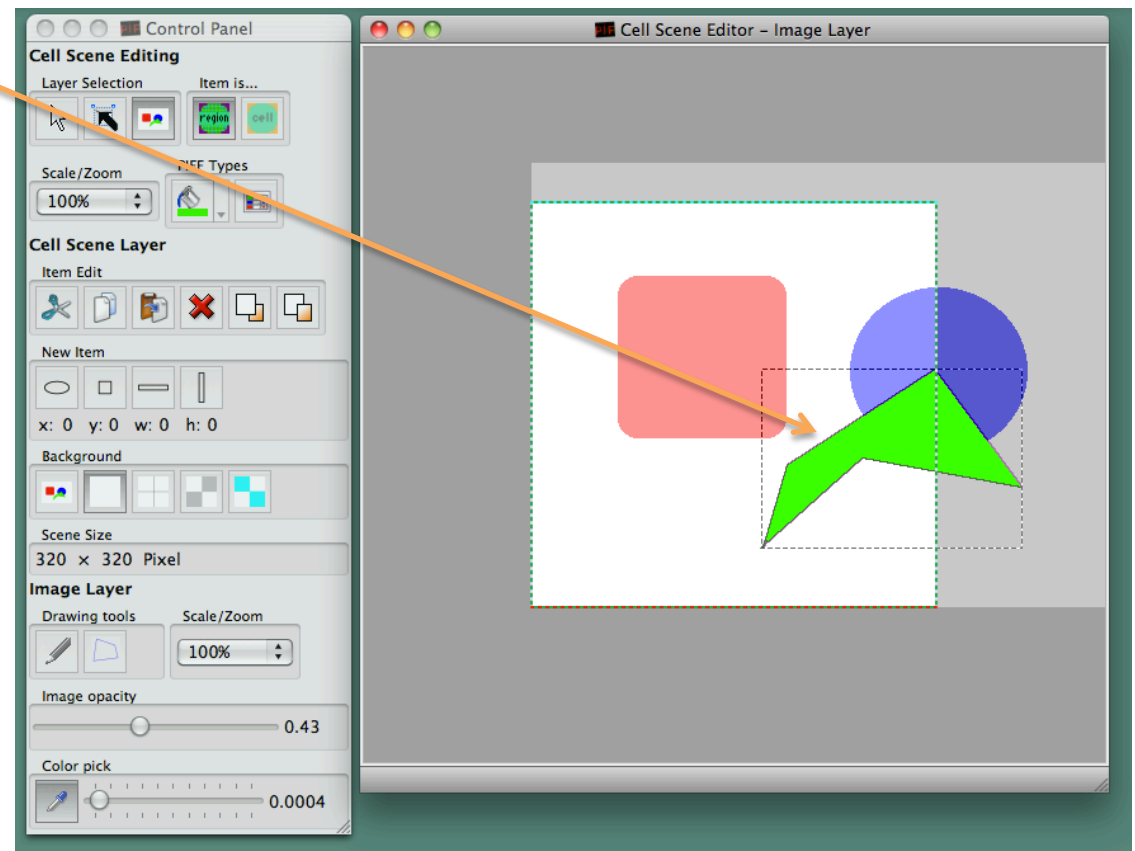 Control Panel
Cell Scene Editing
Layer Selection
Item is...
region
cell
Scale/Zoom
PIFF Types
100%
Cell Scene Layer
Item Edit
New Item
x: 0 y: 0 w: 0 h: 0
Background
Scene Size
320 × 320 Pixel
Image Layer
Drawing tools
Scale/Zoom
100%
Image opacity
0.43
Color pick
0.0004
PIF
Cell Scene Editor – Image Layer